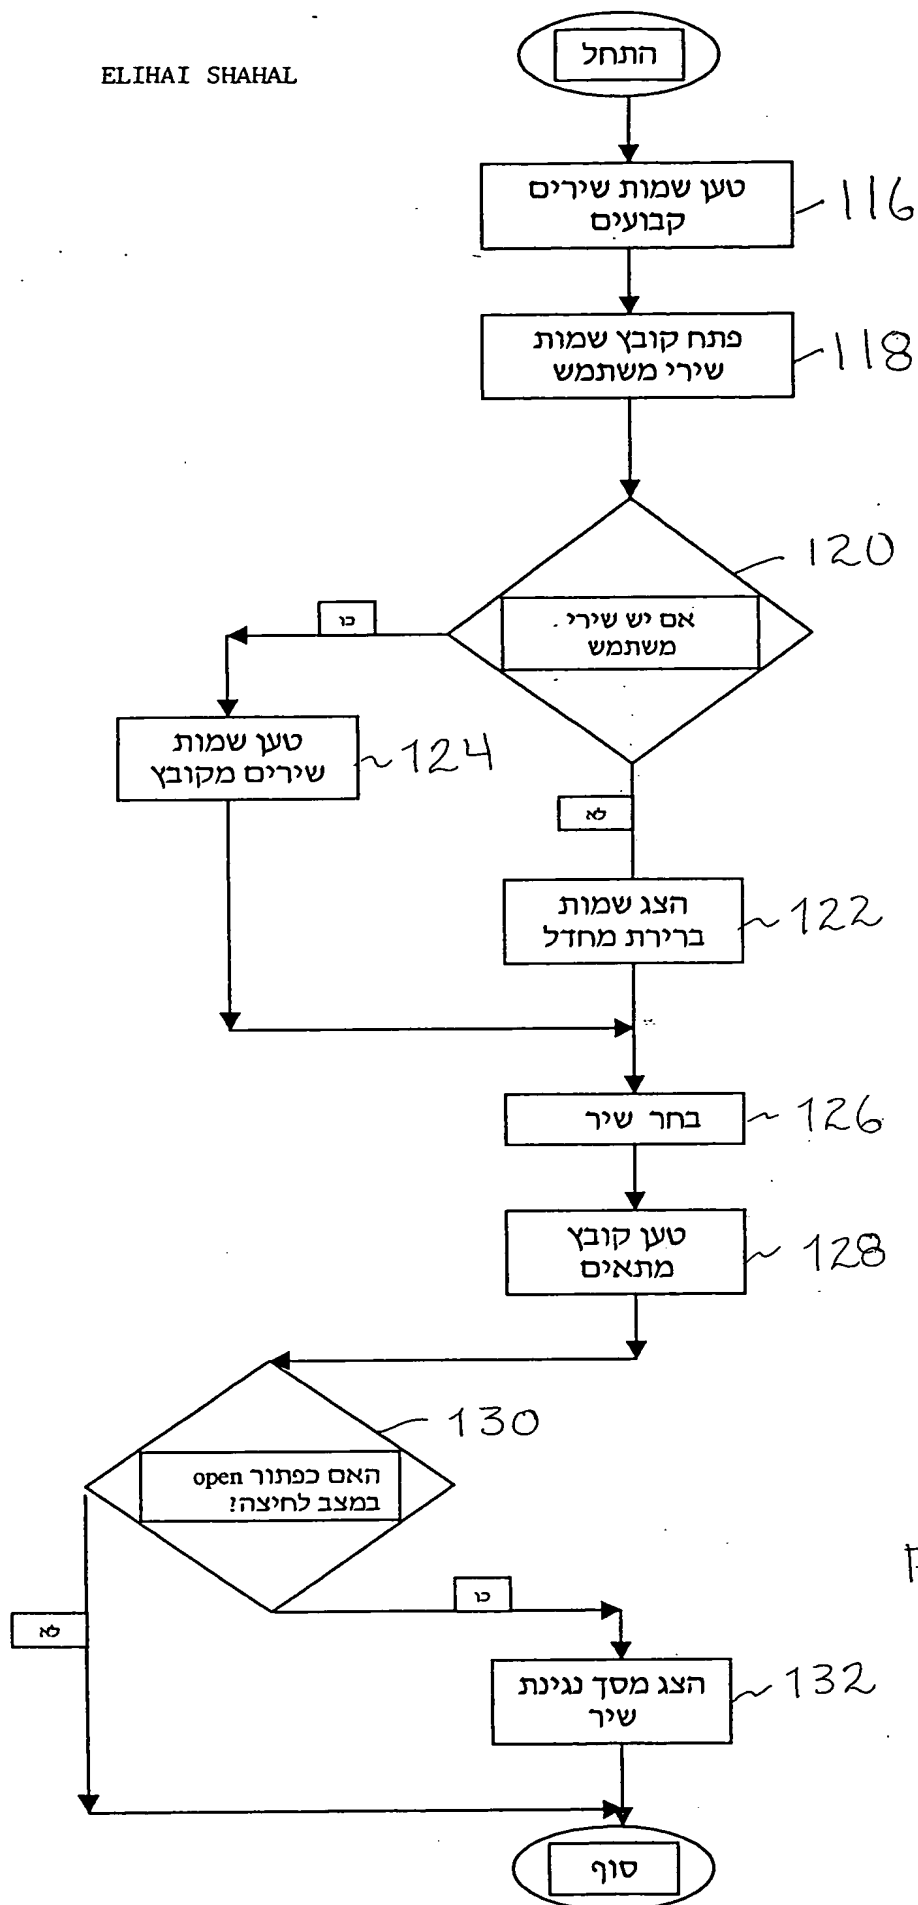 ELIHAI SHAHAL
התחל
טען שמות שירים
קבועים
116
פתח קובץ שמות
שירי משתמש
118
120
אם יש שירי
משתמש
כן
טען שמות
שירים מקובץ
124
לא
הצג שמות
ברירת מחדל
122
בחר שיר
126
טען קובץ
מתאים
128
130
האם כפתור open
במצב לחיצה?
כן
לא
הצג מסך נגינת
שיר
132
סוף